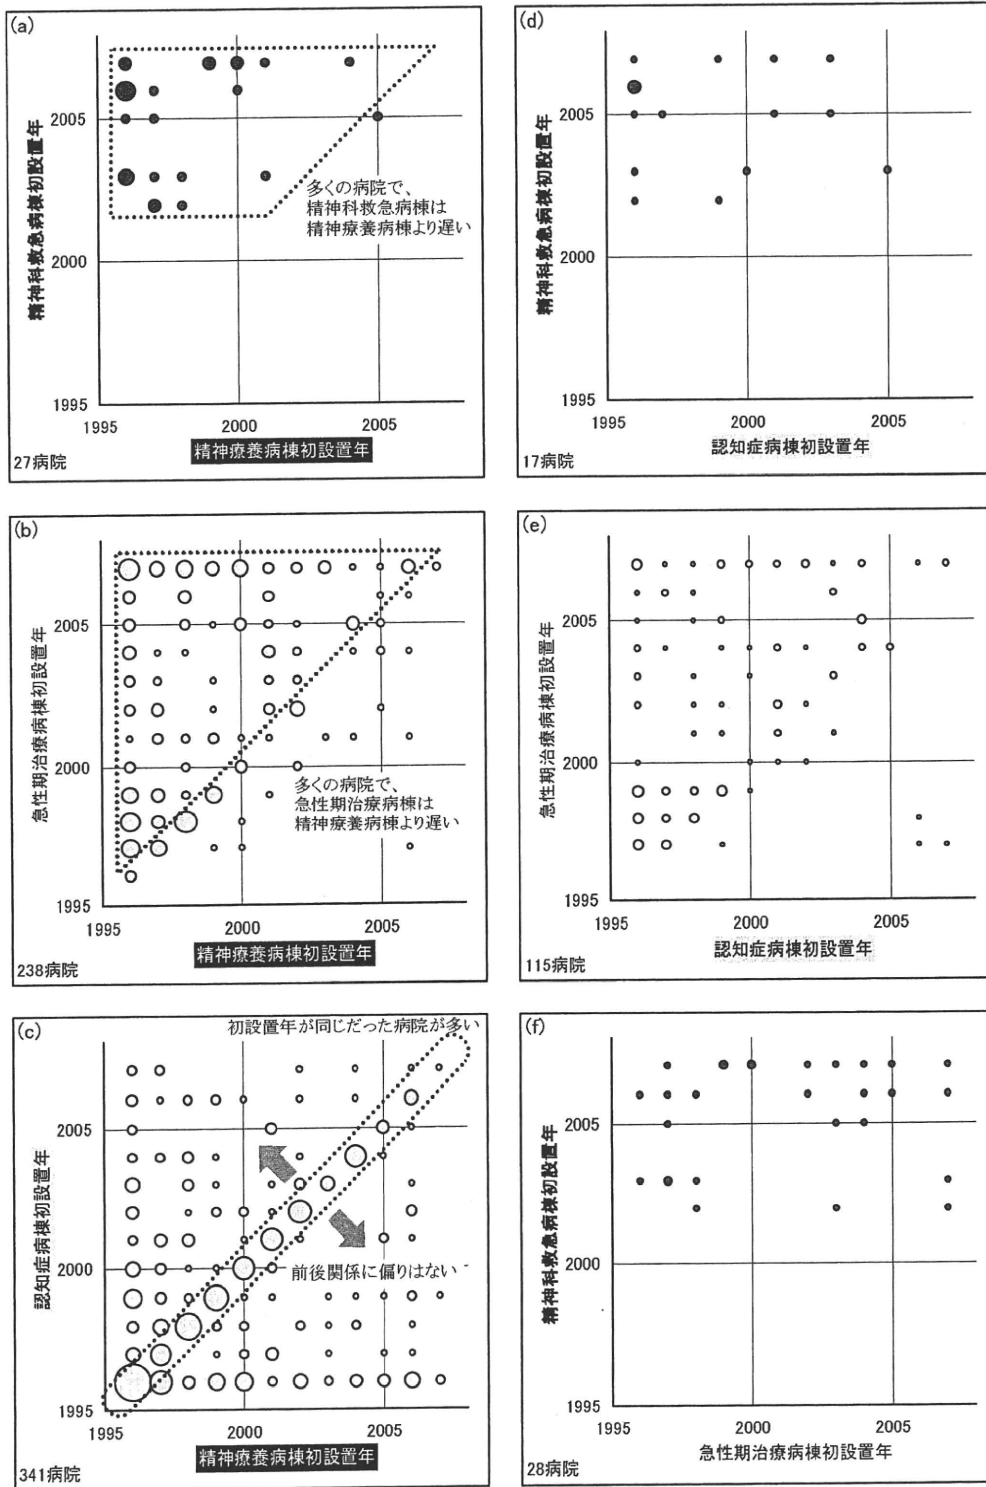 (a)
精神科救急病棟初設置年
2005
2000
1995
多くの病院で、
精神科救急病棟は
精神療養病棟より遅い
1995
2000
2005
精神療養病棟初設置年
27病院
(d)
精神科救急病棟初設置年
2005
2000
1995
1995
2000
2005
認知症病棟初設置年
17病院
(b)
急性期治療病棟初設置年
2005
2000
1995
多くの病院で、
急性期治療病棟は
精神療養病棟より遅い
1995
2000
2005
精神療養病棟初設置年
238病院
(e)
急性期治療病棟初設置年
2005
2000
1995
1995
2000
2005
認知症病棟初設置年
115病院
(c)
初設置年が同じだった病院が多い
認知症病棟初設置年
2005
2000
1995
前後関係に偏りはない
1995
2000
2005
精神療養病棟初設置年
341病院
(f)
精神科救急病棟初設置年
2005
2000
1995
1995
2000
2005
急性期治療病棟初設置年
28病院